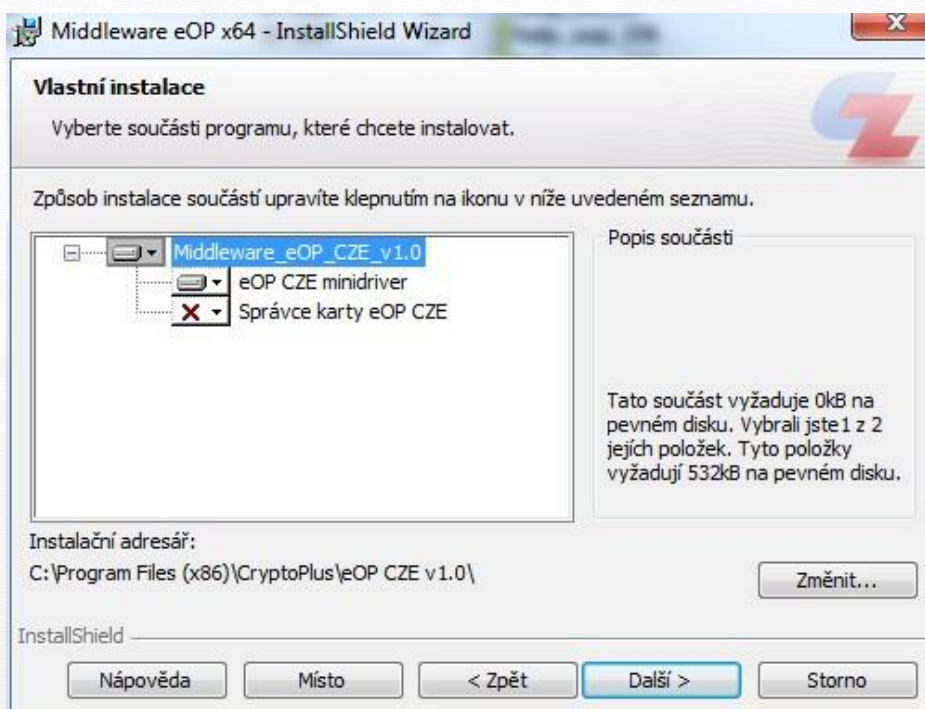 Middleware eOP x64 - InstallShield Wizard
Vlastní instalace
Vyberte součásti programu, které chcete instalovat.
Způsob instalace součástí upravíte klepnutím na ikonu v níže uvedeném seznamu.
Middleware_eOP_CZE_v1.0
eOP CZE minidriver
Správce karty eOP CZE
Popis součásti
Tato součást vyžaduje 0kB na
pevném disku. Vybrali jste1 z 2
jejích položek. Tyto položky
vyžadují 532kB na pevném disku.
Instalační adresář:
C:\Program Files (x86)\CryptoPlus\eOP CZE v1.0\
Změnit...
InstallShield
Nápověda
Místo
< Zpět
Další >
Storno